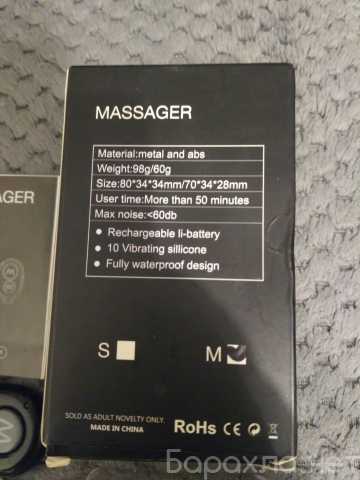 MASSAGER
Material:metal and abs
Weight:98g/60g
Size:80*34*34mm/70*34*28mm
User time:More than 50 minutes
Max noise:<60db
Rechargeable li-battery
10 Vibrating sillicone
Fully waterproof design
S
M
SOLD AS ADULT NOVELTY ONLY.
MADE IN CHINA
RoHS CE
AGER
Барахла.Нет